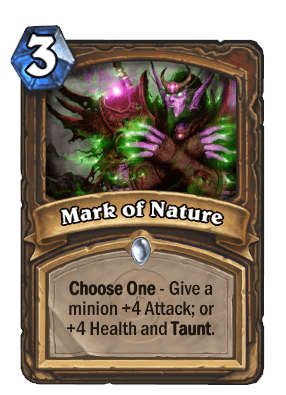 3
Mark of Nature
Choose One - Give a
minion +4 Attack; or
+4 Health and Taunt.